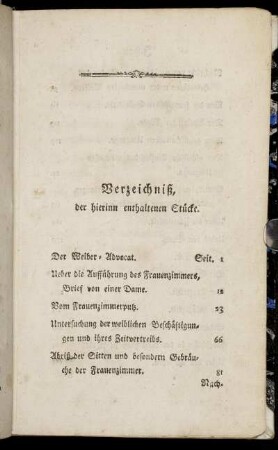 Verzeichniß,
der hierinn enthaltenen Stücke.
Der Weiber-Advocat. Seit. 1
Ueber die Aufführung des Frauenzimmers,
Brief von einer Dame. 12
Vom Frauenzimmerputz. 23
Untersuchung der weiblichen Beschäftigun-
gen und ihres Zeitvertreibs. 66
Abriß der Sitten und besondern Gebräu-
che der Frauenzimmer. 81
Nach-